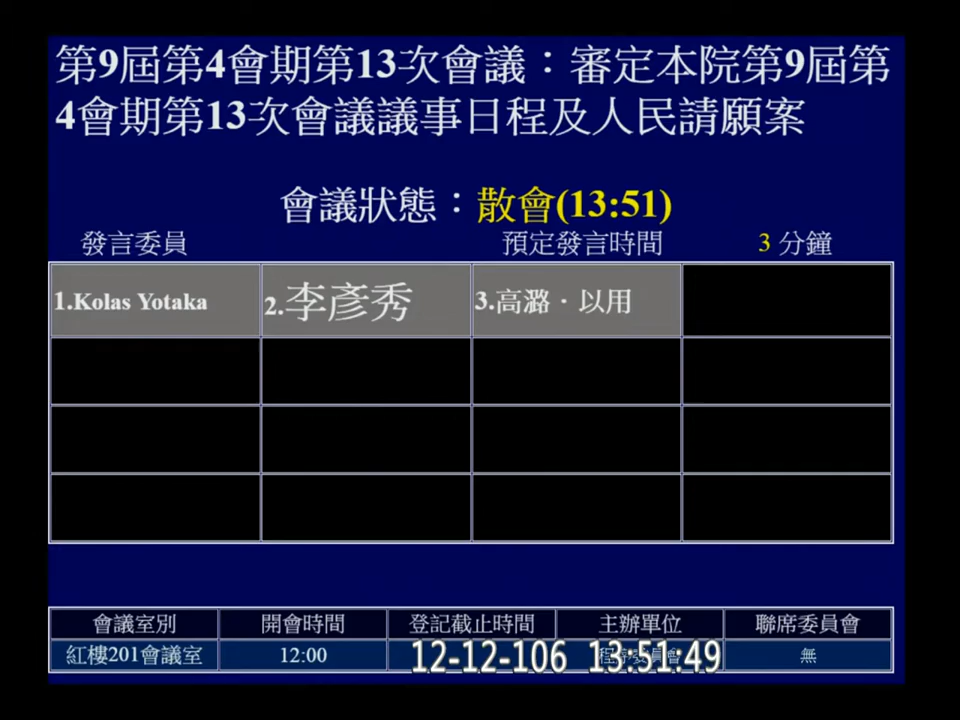 第9屆第4會期第13次會議：審定本院第9屆第
4會期第13次會議議事日程及人民請願案
會議狀態：散會(13:51)
發言委員 預定發言時間 3 分鐘
1.Kolas Yotaka 2.李彥秀 3.高潞．以用
會議室別 開會時間 登記截止時間 主辦單位 聯席委員會
紅樓201會議室 12:00 程序委員會 無
12-12-106 13:51:49